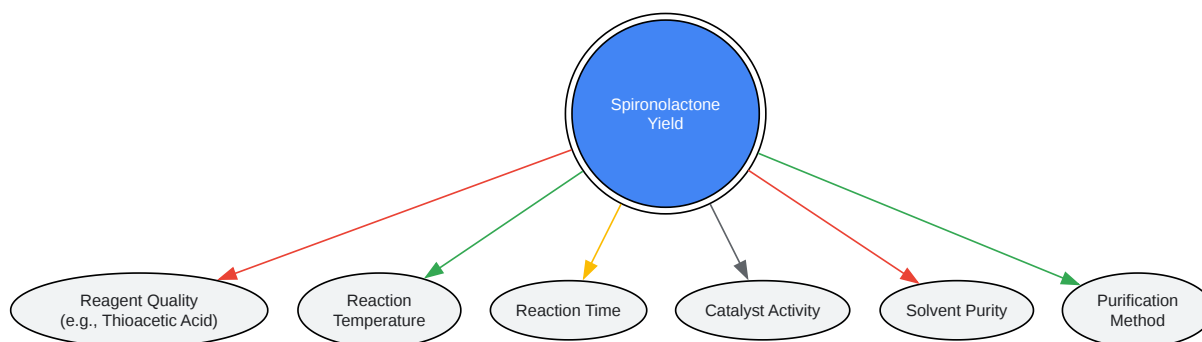 Spironolactone
Yield
Reagent Quality
(e.g., Thioacetic Acid)
Reaction
Temperature
Reaction Time
Catalyst Activity
Solvent Purity
Purification
Method